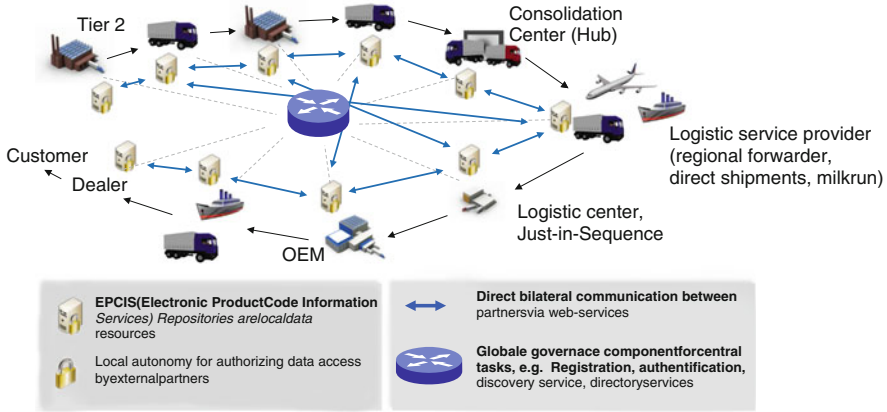 Tier 2
Consolidation
Center (Hub)
Logistic service provider
(regional forwarder,
direct shipments, milkrun)
Logistic center,
Just-in-Sequence
OEM
Customer
Dealer
EPCIS(Electronic ProductCode Information
Services) Repositories arelocaldata
resources
Local autonomy for authorizing data access
byexternalpartners
Direct bilateral communication between
partnersvia web-services
Globale governace componentforcentral
tasks, e.g. Registration, authentification,
discovery service, directoryservices